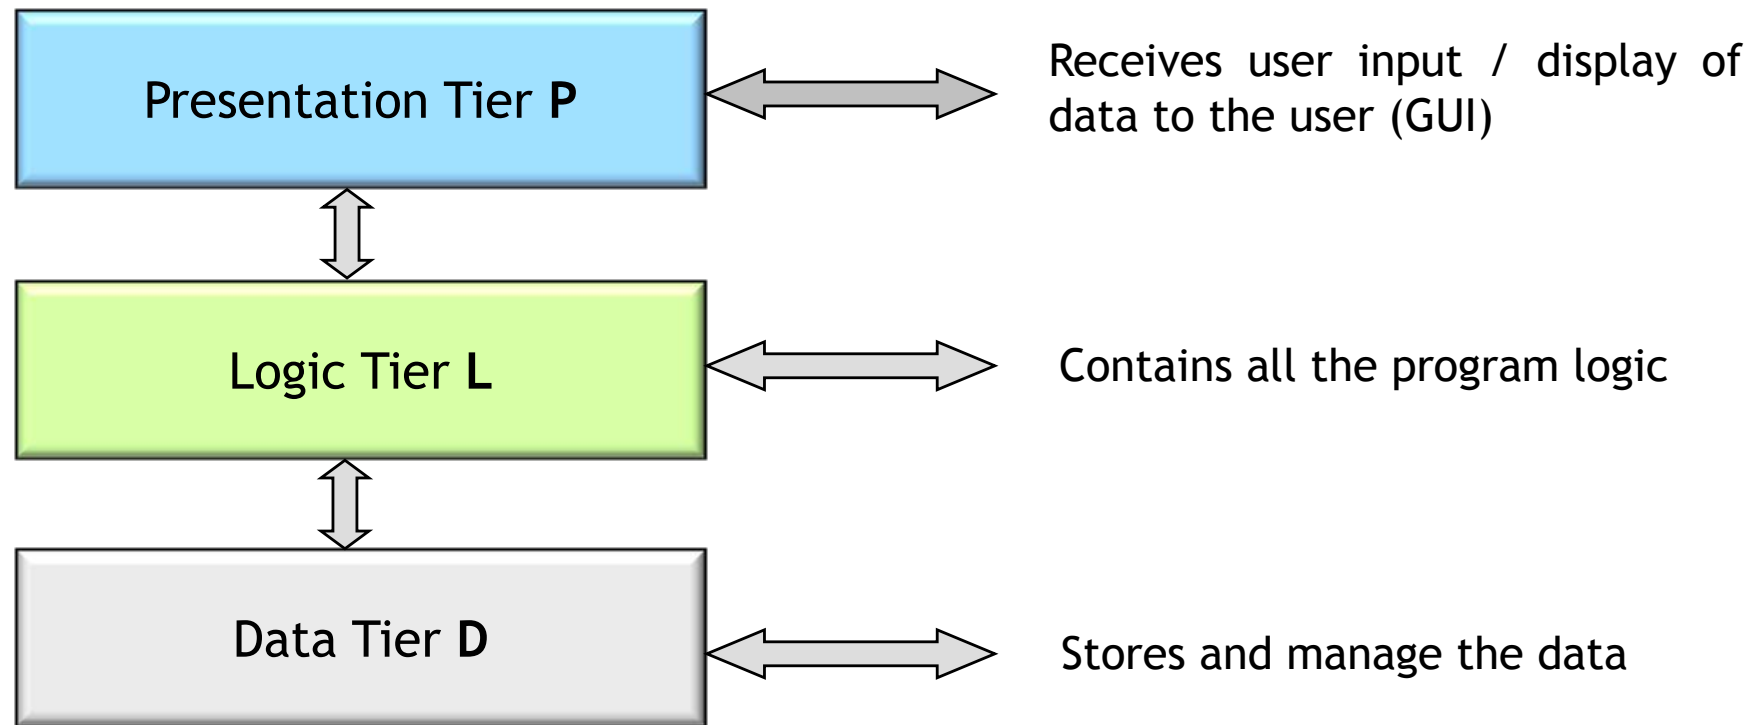 Presentation Tier P
Receives user input / display of
data to the user (GUI)
Logic Tier L
Contains all the program logic
Data Tier D
Stores and manage the data